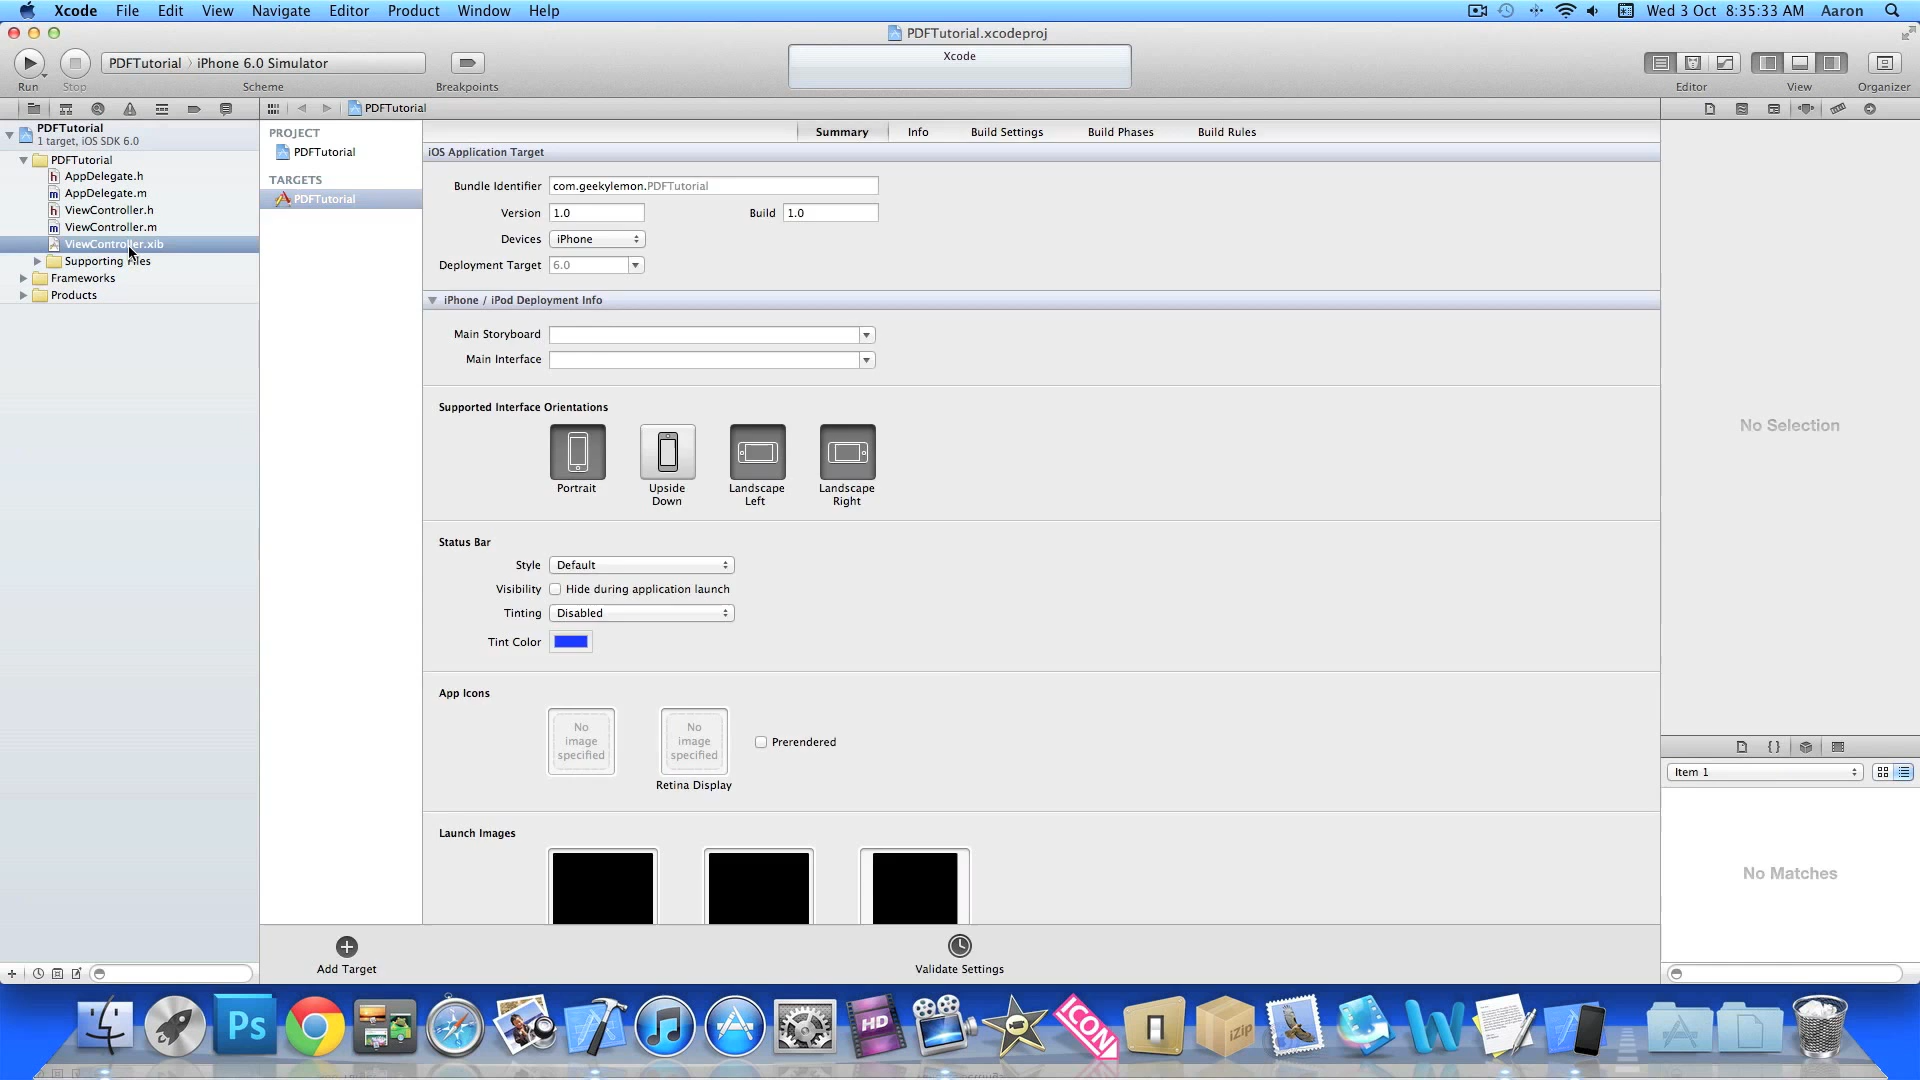 Xcode File Edit View Navigate Editor Product Window Help Wed 3 Oct 8:35:33 AM Aaron
PDFTutorial.xcodeproj
PDFTutorial iPhone 6.0 Simulator
Xcode
Run Stop Scheme Breakpoints Editor View Organizer
PDFTutorial
PDFTutorial
1 target, iOS SDK 6.0
PDFTutorial
AppDelegate.h
AppDelegate.m
ViewController.h
ViewController.m
ViewController.xib
Supporting Files
Frameworks
Products
PROJECT
PDFTutorial
TARGETS
PDFTutorial
Summary Info Build Settings Build Phases Build Rules
iOS Application Target
Bundle Identifier com.geekylemon.PDFTutorial
Version 1.0 Build 1.0
Devices iPhone
Deployment Target 6.0
iPhone / iPod Deployment Info
Main Storyboard
Main Interface
Supported Interface Orientations
Portrait
Upside
Down
Landscape
Left
Landscape
Right
Status Bar
Style Default
Visibility Hide during application launch
Tinting Disabled
Tint Color
App Icons
No
image
specified
No
image
specified
Prerendered
Retina Display
Launch Images
Add Target Validate Settings
No Selection
Item 1
No Matches
Ps
HD
ICON
iZip
W